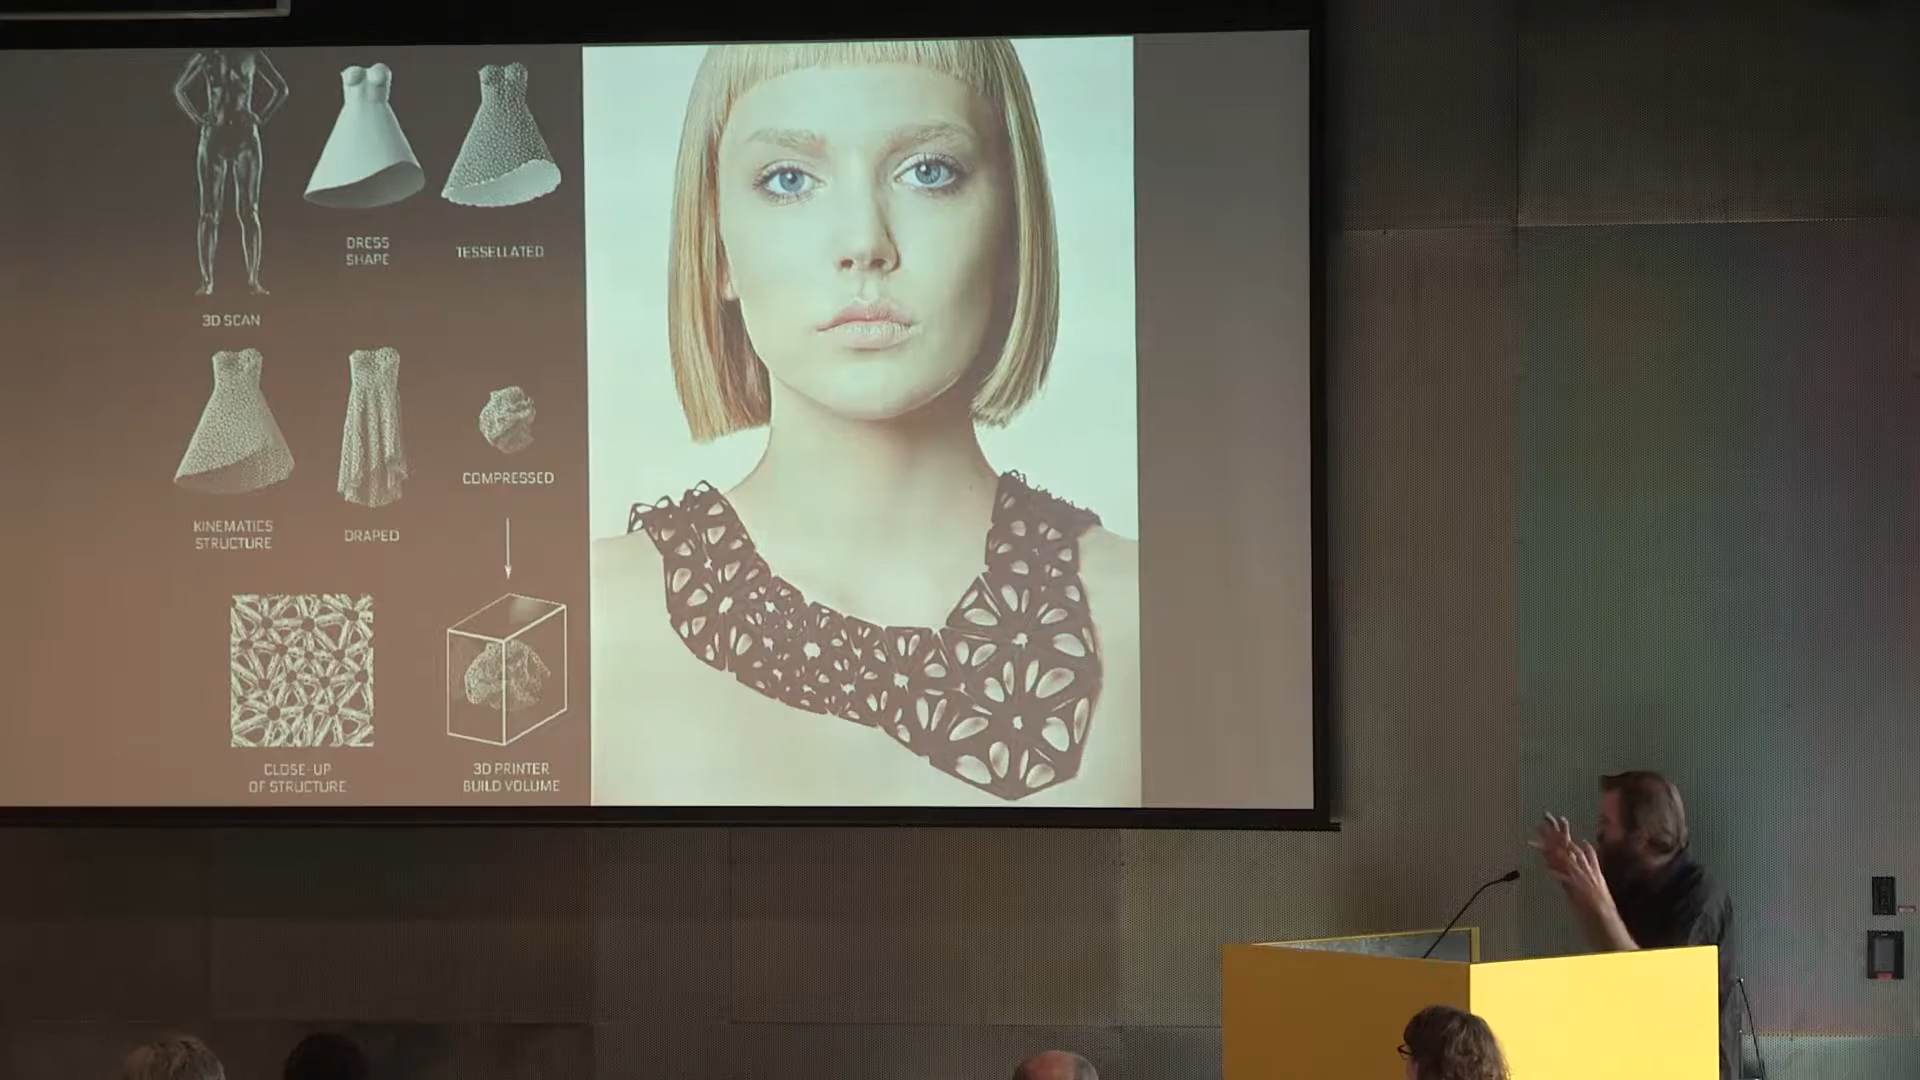 DRESS
SHAPE
TESSELLATED
3D SCAN
COMPRESSED
KINEMATICS
STRUCTURE
DRAPED
CLOSE-UP
OF STRUCTURE
3D PRINTER
BUILD VOLUME